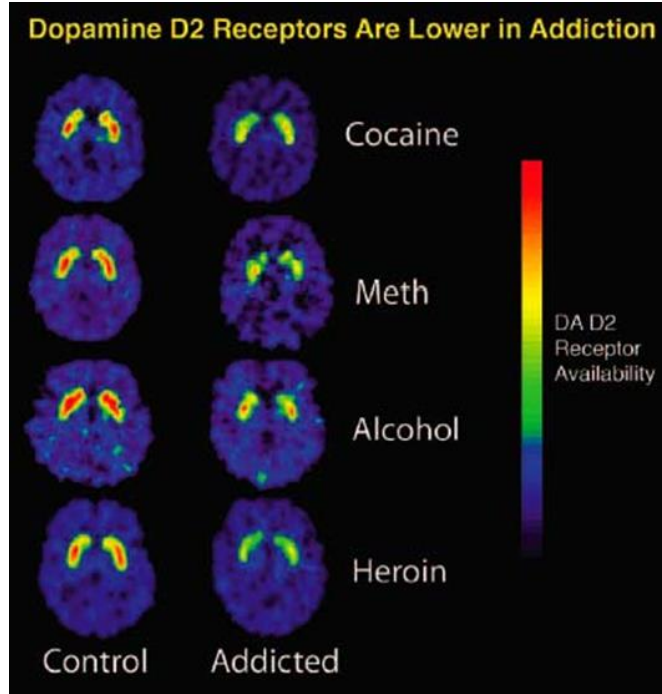 Dopamine D2 Receptors Are Lower in Addiction
Cocaine
Meth
DA D2
Receptor
Availability
Alcohol
Heroin
Control Addicted